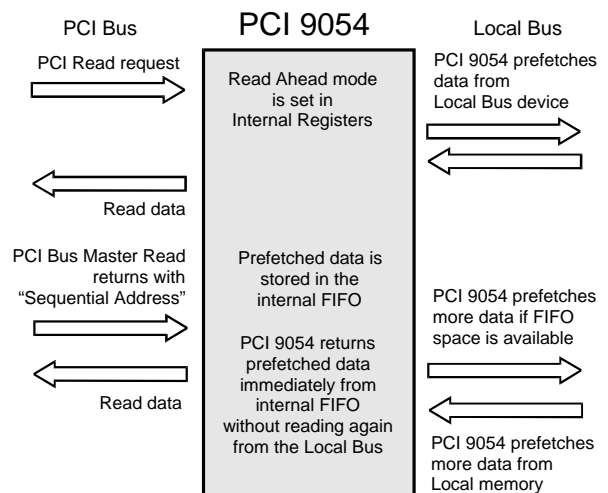 PCI Bus
PCI 9054
Local Bus
PCI Read request
Read Ahead mode
is set in
Internal Registers
PCI 9054 prefetches
data from
Local Bus device
Read data
PCI Bus Master Read
returns with
“Sequential Address”
Prefetched data is
stored in the
internal FIFO
PCI 9054 prefetches
more data if FIFO
space is available
PCI 9054 returns
prefetched data
immediately from
internal FIFO
without reading again
from the Local Bus
Read data
PCI 9054 prefetches
more data from
Local memory